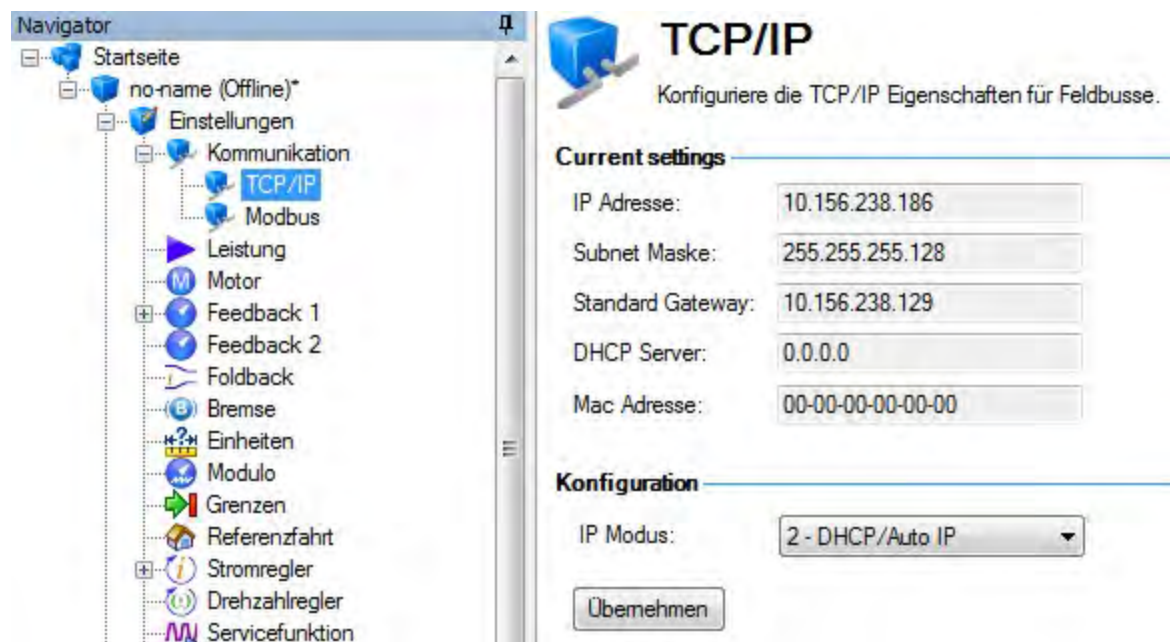 Navigator
Startseite
no-name (Offline)*
Einstellungen
Kommunikation
TCP/IP
Modbus
Leistung
M Motor
Feedback 1
Feedback 2
Foldback
B Bremse
Einheiten
Modulo
Grenzen
Referenzfahrt
i Stromregler
Drehzahlregler
Servicefunktion
TCP/IP
Konfiguriere die TCP/IP Eigenschaften für Feldbusse.
Current settings
IP Adresse: 10.156.238.186
Subnet Maske: 255.255.255.128
Standard Gateway: 10.156.238.129
DHCP Server: 0.0.0.0
Mac Adresse: 00-00-00-00-00-00
Konfiguration
IP Modus: 2 - DHCP/Auto IP
Übernehmen